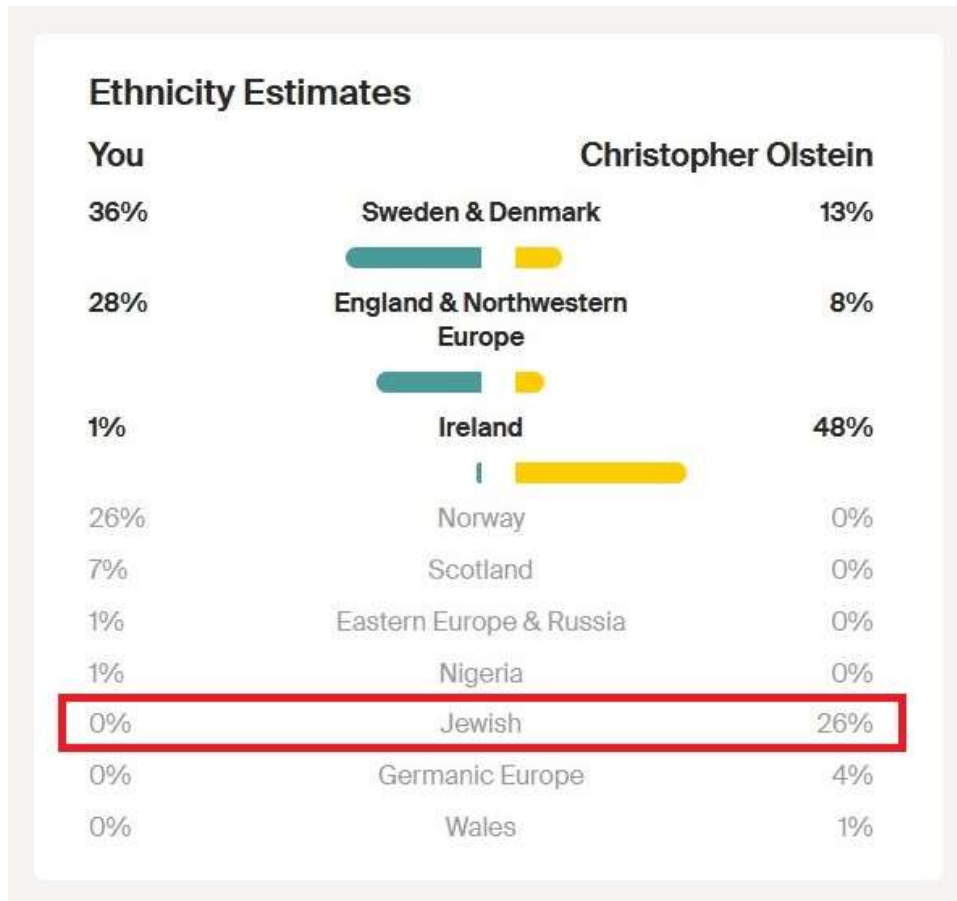 Ethnicity Estimates
You Christopher Olstein
36% Sweden & Denmark 13%
28% England & Northwestern 8%
Europe
1% Ireland 48%
26% Norway 0%
7% Scotland 0%
1% Eastern Europe & Russia 0%
1% Nigeria 0%
0% Jewish 26%
0% Germanic Europe 4%
0% Wales 1%